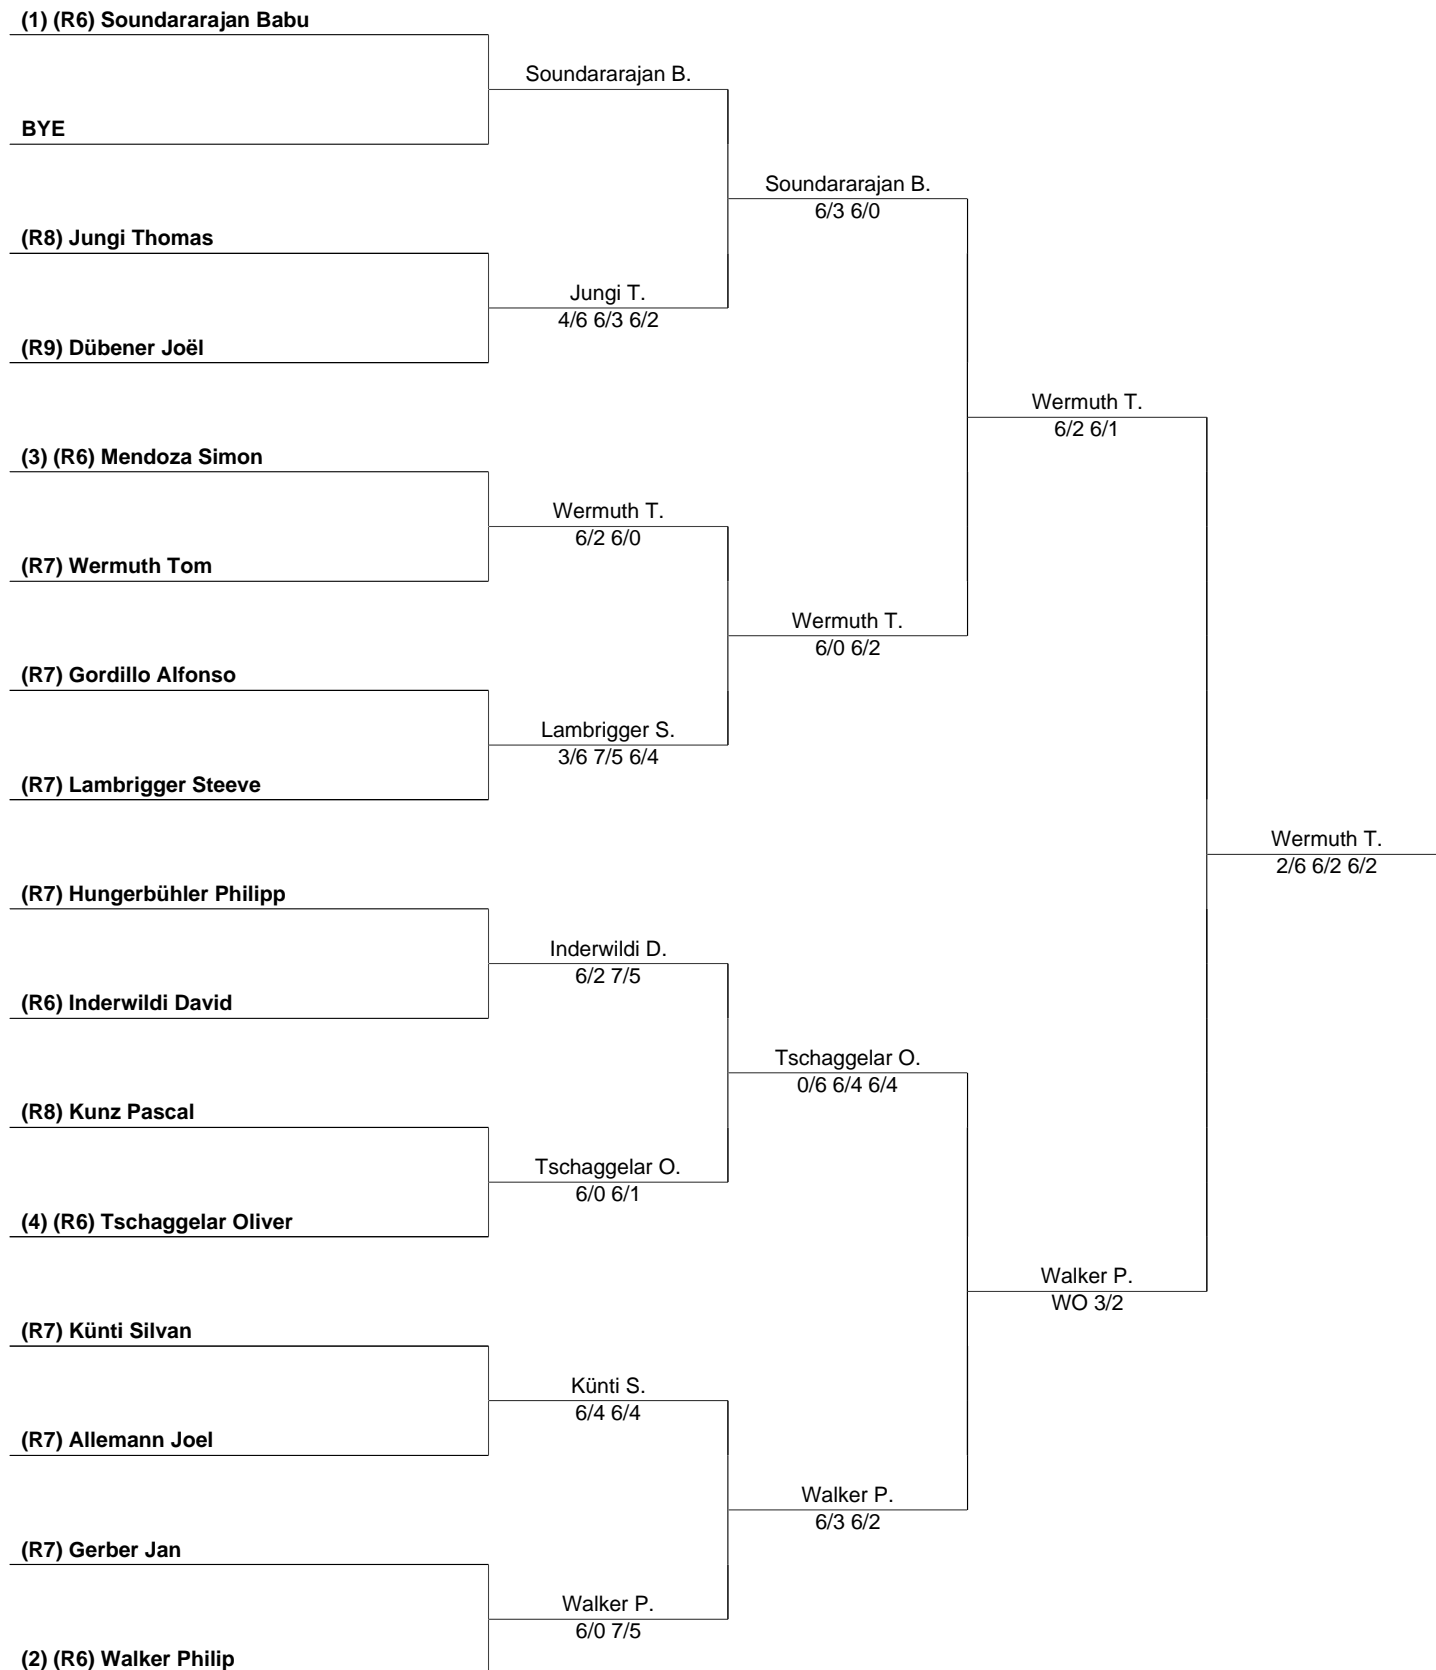 (1) (R6) Soundararajan Babu
Soundararajan B.
BYE
Soundararajan B.
6/3 6/0
(R8) Jungi Thomas
Jungi T.
4/6 6/3 6/2
(R9) Dübener Joël
Wermuth T.
6/2 6/1
(3) (R6) Mendoza Simon
Wermuth T.
6/2 6/0
(R7) Wermuth Tom
Wermuth T.
6/0 6/2
(R7) Gordillo Alfonso
Lambrigger S.
3/6 7/5 6/4
(R7) Lambrigger Steeve
Wermuth T.
2/6 6/2 6/2
(R7) Hungerbühler Philipp
Inderwildi D.
6/2 7/5
(R6) Inderwildi David
Tschaggelar O.
0/6 6/4 6/4
(R8) Kunz Pascal
Tschaggelar O.
6/0 6/1
(4) (R6) Tschaggelar Oliver
Walker P.
WO 3/2
(R7) Künti Silvan
Künti S.
6/4 6/4
(R7) Allemann Joel
Walker P.
6/3 6/2
(R7) Gerber Jan
Walker P.
6/0 7/5
(2) (R6) Walker Philip